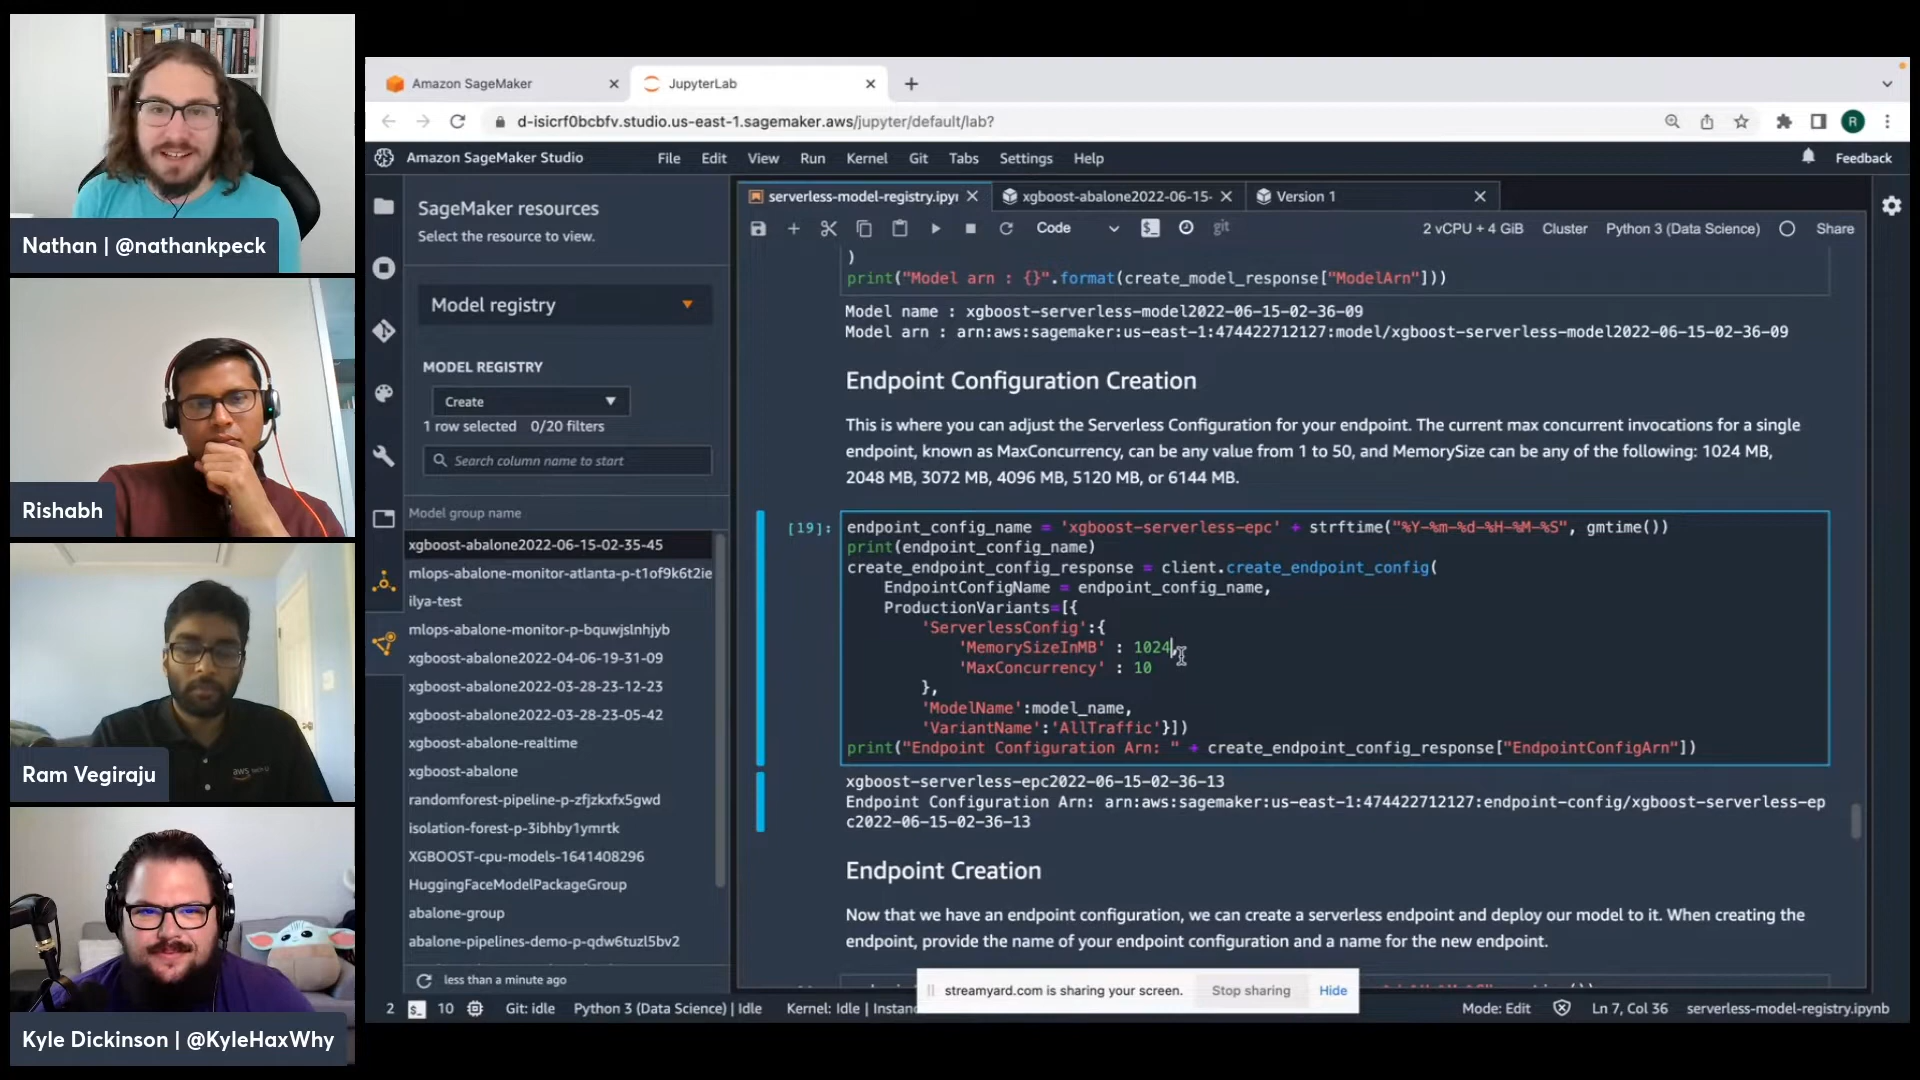 Nathan | @nathankpeck
Rishabh
Ram Vegiraju
aws
Kyle Dickinson | @KyleHaxWhy
Amazon SageMaker
JupyterLab
d-isicrf0bcbfv.studio.us-east-1.sagemaker.aws/jupyter/default/lab?
R
Amazon SageMaker Studio
File Edit View Run Kernel Git Tabs Settings Help
Feedback
SageMaker resources
Select the resource to view.
Model registry
MODEL REGISTRY
Create
1 row selected 0/20 filters
Search column name to start
Model group name
xgboost-abalone2022-06-15-02-35-45
mlops-abalone-monitor-atlanta-p-t1of9k6t2ie
ilya-test
mlops-abalone-monitor-p-bquwjslnhjyb
xgboost-abalone2022-04-06-19-31-09
xgboost-abalone2022-03-28-23-12-23
xgboost-abalone2022-03-28-23-05-42
xgboost-abalone-realtime
xgboost-abalone
randomforest-pipeline-p-zfjzkxfx5gwd
isolation-forest-p-3ibhby1ymrtk
XGBOOST-cpu-models-1641408296
HuggingFaceModelPackageGroup
abalone-group
abalone-pipelines-demo-p-qdw6tuzl5bv2
less than a minute ago
serverless-model-registry.ipyn
xgboost-abalone2022-06-15-
Version 1
Code
git
2 vCPU + 4 GiB Cluster Python 3 (Data Science) Share
)
print("Model arn : {}".format(create_model_response["ModelArn"]))
Model name : xgboost-serverless-model2022-06-15-02-36-09
Model arn : arn:aws:sagemaker:us-east-1:474422712127:model/xgboost-serverless-model2022-06-15-02-36-09
Endpoint Configuration Creation
This is where you can adjust the Serverless Configuration for your endpoint. The current max concurrent invocations for a single
endpoint, known as MaxConcurrency, can be any value from 1 to 50, and MemorySize can be any of the following: 1024 MB,
2048 MB, 3072 MB, 4096 MB, 5120 MB, or 6144 MB.
[19]:
endpoint_config_name = 'xgboost-serverless-epc' + strftime("%Y-%m-%d-%H-%M-%S", gmtime())
print(endpoint_config_name)
create_endpoint_config_response = client.create_endpoint_config(
EndpointConfigName = endpoint_config_name,
ProductionVariants=[{
'ServerlessConfig':{
'MemorySizeInMB' : 1024,
'MaxConcurrency' : 10
},
'ModelName':model_name,
'VariantName':'AllTraffic'}])
print("Endpoint Configuration Arn: " + create_endpoint_config_response["EndpointConfigArn"])
xgboost-serverless-epc2022-06-15-02-36-13
Endpoint Configuration Arn: arn:aws:sagemaker:us-east-1:474422712127:endpoint-config/xgboost-serverless-ep
c2022-06-15-02-36-13
Endpoint Creation
Now that we have an endpoint configuration, we can create a serverless endpoint and deploy our model to it. When creating the
endpoint, provide the name of your endpoint configuration and a name for the new endpoint.
streamyard.com is sharing your screen. Stop sharing Hide
2 10 Git: idle Python 3 (Data Science) | Idle Kernel: Idle | Instanc
Mode: Edit Ln 7, Col 36 serverless-model-registry.ipynb